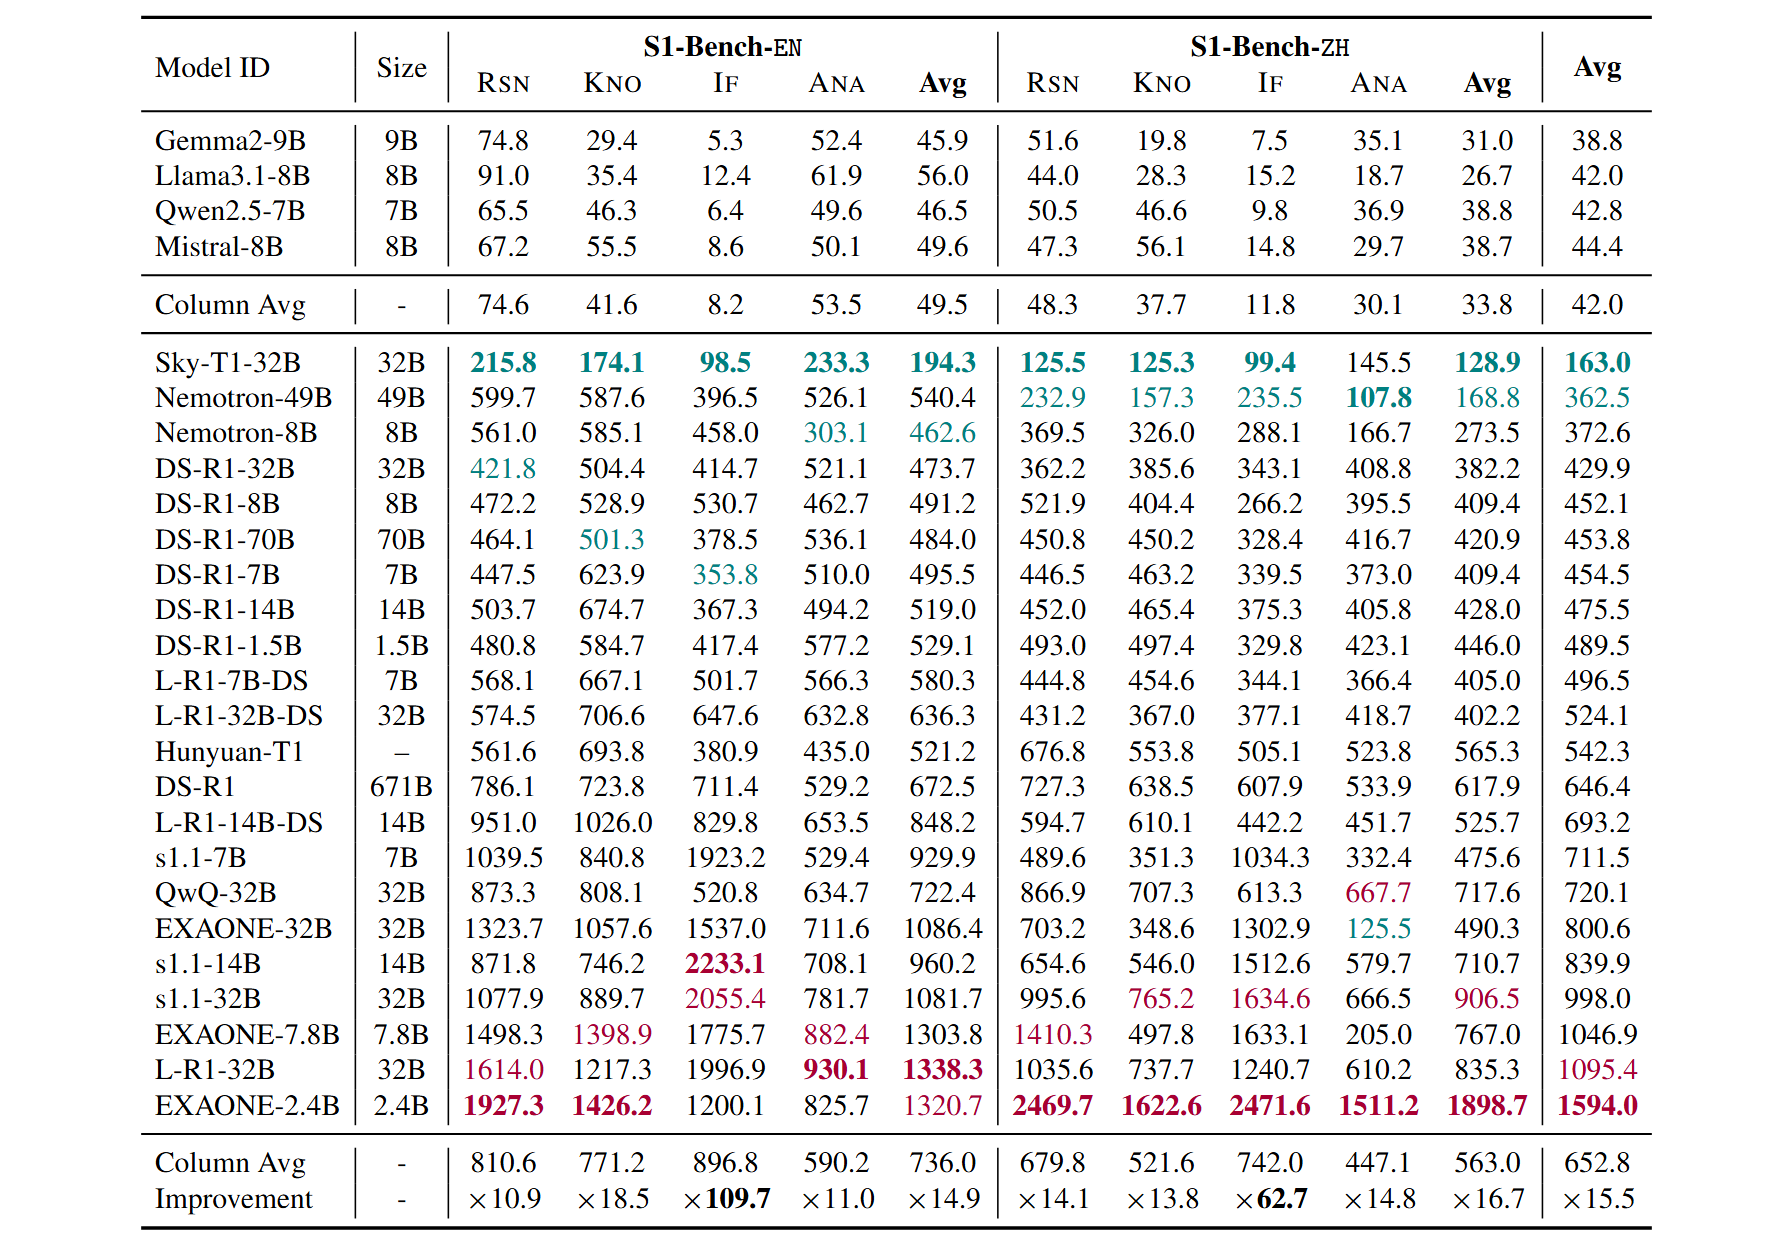 S1-Bench-EN S1-Bench-ZH
Model ID Size RSN KNO IF ANA Avg RSN KNO IF ANA Avg Avg
Gemma2-9B 9B 74.8 29.4 5.3 52.4 45.9 51.6 19.8 7.5 35.1 31.0 38.8
Llama3.1-8B 8B 91.0 35.4 12.4 61.9 56.0 44.0 28.3 15.2 18.7 26.7 42.0
Qwen2.5-7B 7B 65.5 46.3 6.4 49.6 46.5 50.5 46.6 9.8 36.9 38.8 42.8
Mistral-8B 8B 67.2 55.5 8.6 50.1 49.6 47.3 56.1 14.8 29.7 38.7 44.4
Column Avg - 74.6 41.6 8.2 53.5 49.5 48.3 37.7 11.8 30.1 33.8 42.0
Sky-T1-32B 32B 215.8 174.1 98.5 233.3 194.3 125.5 125.3 99.4 145.5 128.9 163.0
Nemotron-49B 49B 599.7 587.6 396.5 526.1 540.4 232.9 157.3 235.5 107.8 168.8 362.5
Nemotron-8B 8B 561.0 585.1 458.0 303.1 462.6 369.5 326.0 288.1 166.7 273.5 372.6
DS-R1-32B 32B 421.8 504.4 414.7 521.1 473.7 362.2 385.6 343.1 408.8 382.2 429.9
DS-R1-8B 8B 472.2 528.9 530.7 462.7 491.2 521.9 404.4 266.2 395.5 409.4 452.1
DS-R1-70B 70B 464.1 501.3 378.5 536.1 484.0 450.8 450.2 328.4 416.7 420.9 453.8
DS-R1-7B 7B 447.5 623.9 353.8 510.0 495.5 446.5 463.2 339.5 373.0 409.4 454.5
DS-R1-14B 14B 503.7 674.7 367.3 494.2 519.0 452.0 465.4 375.3 405.8 428.0 475.5
DS-R1-1.5B 1.5B 480.8 584.7 417.4 577.2 529.1 493.0 497.4 329.8 423.1 446.0 489.5
L-R1-7B-DS 7B 568.1 667.1 501.7 566.3 580.3 444.8 454.6 344.1 366.4 405.0 496.5
L-R1-32B-DS 32B 574.5 706.6 647.6 632.8 636.3 431.2 367.0 377.1 418.7 402.2 524.1
Hunyuan-T1 – 561.6 693.8 380.9 435.0 521.2 676.8 553.8 505.1 523.8 565.3 542.3
DS-R1 671B 786.1 723.8 711.4 529.2 672.5 727.3 638.5 607.9 533.9 617.9 646.4
L-R1-14B-DS 14B 951.0 1026.0 829.8 653.5 848.2 594.7 610.1 442.2 451.7 525.7 693.2
s1.1-7B 7B 1039.5 840.8 1923.2 529.4 929.9 489.6 351.3 1034.3 332.4 475.6 711.5
QwQ-32B 32B 873.3 808.1 520.8 634.7 722.4 866.9 707.3 613.3 667.7 717.6 720.1
EXAONE-32B 32B 1323.7 1057.6 1537.0 711.6 1086.4 703.2 348.6 1302.9 125.5 490.3 800.6
s1.1-14B 14B 871.8 746.2 2233.1 708.1 960.2 654.6 546.0 1512.6 579.7 710.7 839.9
s1.1-32B 32B 1077.9 889.7 2055.4 781.7 1081.7 995.6 765.2 1634.6 666.5 906.5 998.0
EXAONE-7.8B 7.8B 1498.3 1398.9 1775.7 882.4 1303.8 1410.3 497.8 1633.1 205.0 767.0 1046.9
L-R1-32B 32B 1614.0 1217.3 1996.9 930.1 1338.3 1035.6 737.7 1240.7 610.2 835.3 1095.4
EXAONE-2.4B 2.4B 1927.3 1426.2 1200.1 825.7 1320.7 2469.7 1622.6 2471.6 1511.2 1898.7 1594.0
Column Avg - 810.6 771.2 896.8 590.2 736.0 679.8 521.6 742.0 447.1 563.0 652.8
Improvement - ×10.9 ×18.5 ×109.7 ×11.0 ×14.9 ×14.1 ×13.8 ×62.7 ×14.8 ×16.7 ×15.5